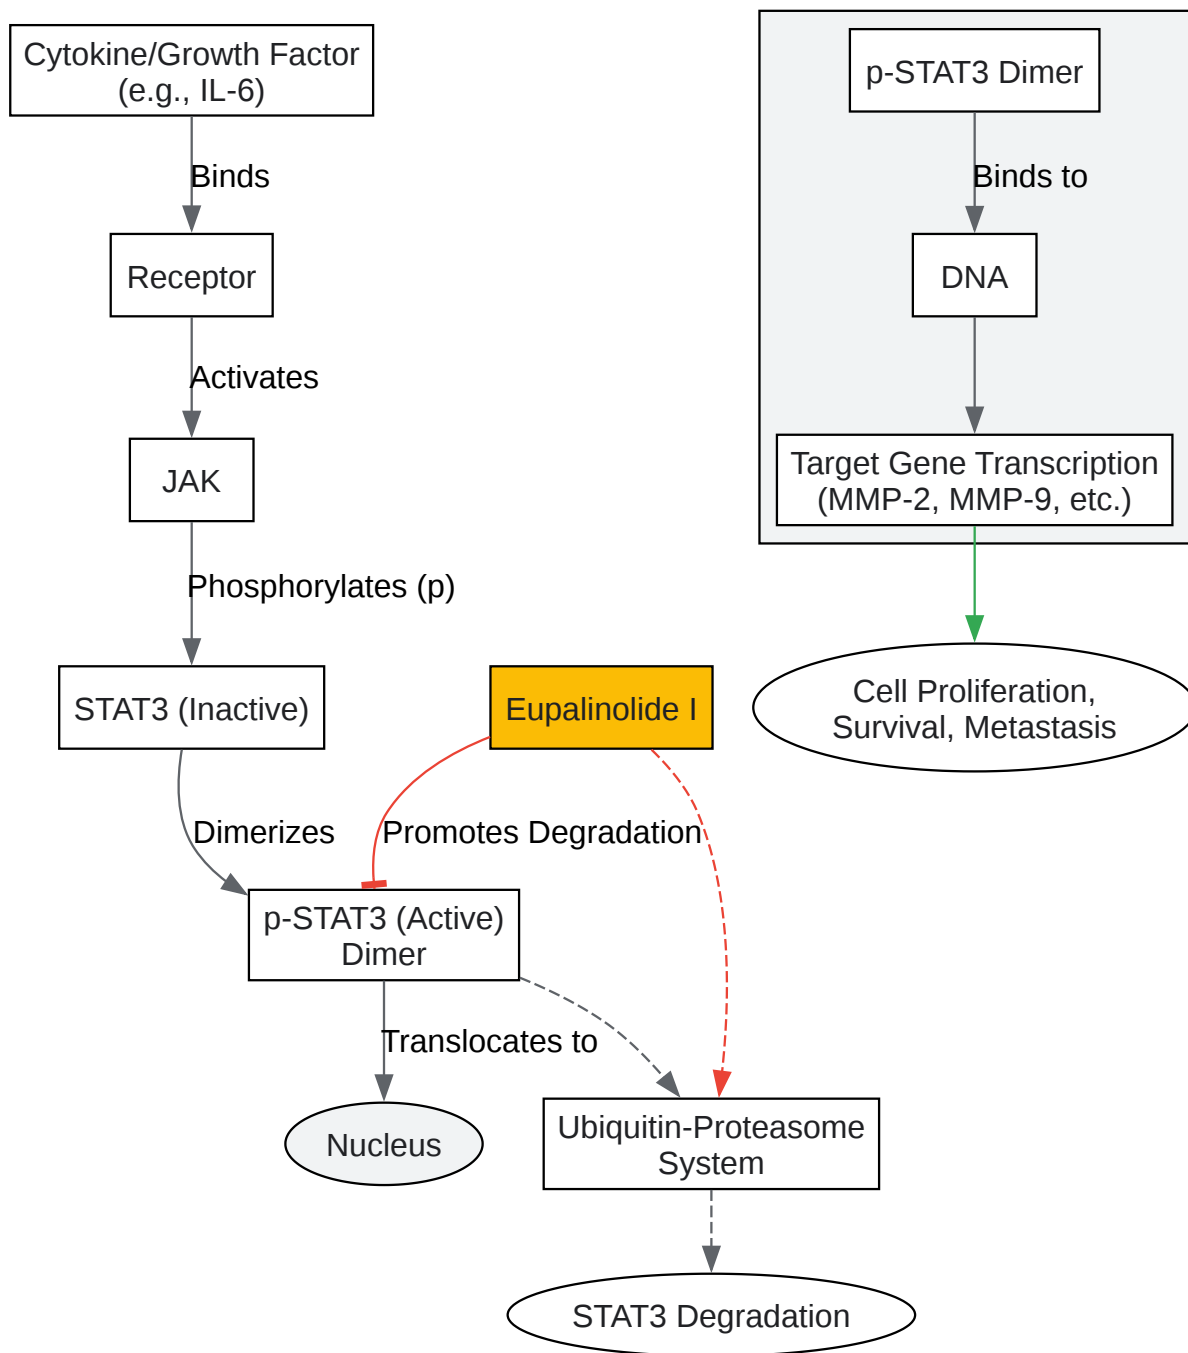 Cytokine/Growth Factor
(e.g., IL-6)
Binds
Receptor
Activates
JAK
Phosphorylates (p)
STAT3 (Inactive)
Dimerizes
Eupalinolide I
Promotes Degradation
p-STAT3 (Active)
Dimer
Translocates to
Nucleus
Ubiquitin-Proteasome
System
STAT3 Degradation
p-STAT3 Dimer
Binds to
DNA
Target Gene Transcription
(MMP-2, MMP-9, etc.)
Cell Proliferation,
Survival, Metastasis